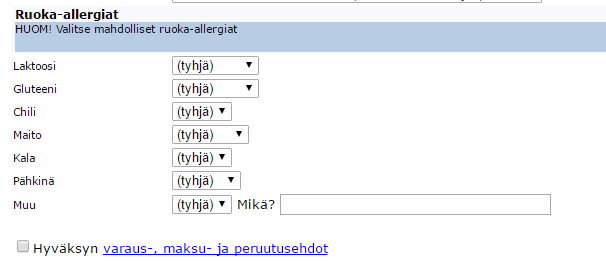 Ruoka-allergiat
HUOM! Valitse mahdolliset ruoka-allergiat
Laktoosi (tyhjä)
Gluteeni (tyhjä)
Chili (tyhjä)
Maito (tyhjä)
Kala (tyhjä)
Pähkinä (tyhjä)
Muu (tyhjä) Mikä?
Hyväksyn varaus-, maksu- ja peruutusehdot